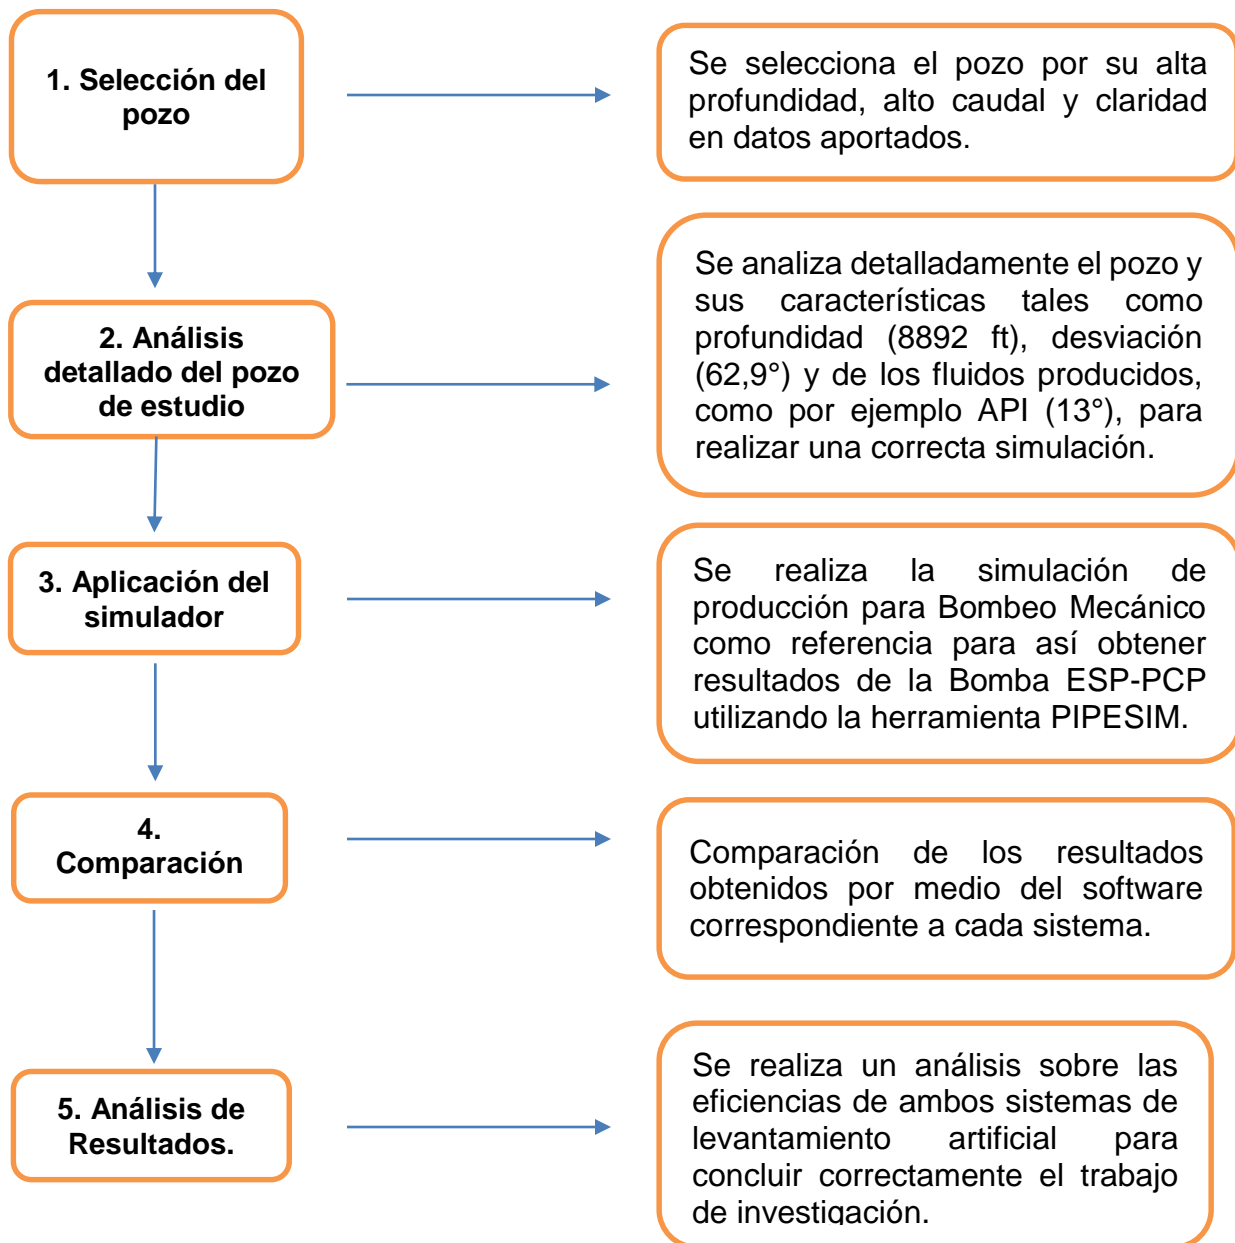 1. Selección del
pozo
Se selecciona el pozo por su alta
profundidad, alto caudal y claridad
en datos aportados.
2. Análisis
detallado del pozo
de estudio
Se analiza detalladamente el pozo y
sus características tales como
profundidad (8892 ft), desviación
(62,9°) y de los fluidos producidos,
como por ejemplo API (13°), para
realizar una correcta simulación.
3. Aplicación del
simulador
Se realiza la simulación de
producción para Bombeo Mecánico
como referencia para así obtener
resultados de la Bomba ESP-PCP
utilizando la herramienta PIPESIM.
4.
Comparación
Comparación de los resultados
obtenidos por medio del software
correspondiente a cada sistema.
5. Análisis de
Resultados.
Se realiza un análisis sobre las
eficiencias de ambos sistemas de
levantamiento artificial para
concluir correctamente el trabajo
de investigación.